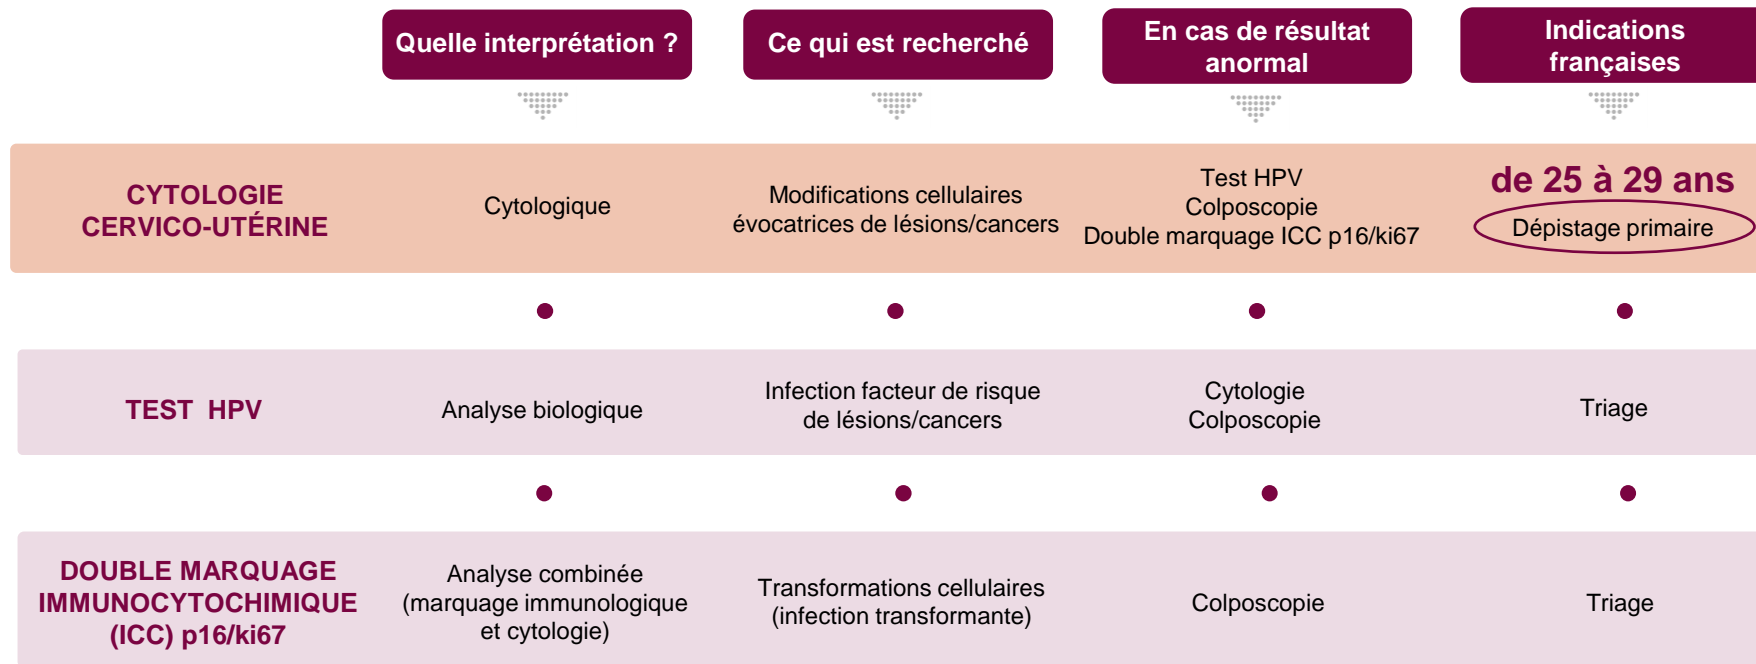 Quelle interprétation ?
Ce qui est recherché
En cas de résultat
anormal
Indications
françaises
CYTOLOGIE
CERVICO-UTÉRINE
Cytologique
Modifications cellulaires
évocatrices de lésions/cancers
Test HPV
Colposcopie
Double marquage ICC p16/ki67
de 25 à 29 ans
Dépistage primaire
TEST HPV
Analyse biologique
Infection facteur de risque
de lésions/cancers
Cytologie
Colposcopie
Triage
DOUBLE MARQUAGE
IMMUNOCYTOCHIMIQUE
(ICC) p16/ki67
Analyse combinée
(marquage immunologique
et cytologie)
Transformations cellulaires
(infection transformante)
Colposcopie
Triage